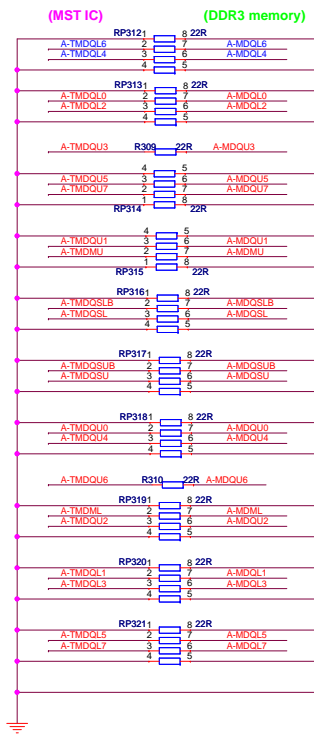 (MST IC) (DDR3 memory)
RP312 1 8 22R
A-TMDQL6 2 7 A-MDQL6
A-TMDQL4 3 6 A-MDQL4
4 5
RP313 1 8 22R
A-TMDQL0 2 7 A-MDQL0
A-TMDQL2 3 6 A-MDQL2
4 5
A-TMDQU3 R309 22R A-MDQU3
4 5
A-TMDQU5 3 6 A-MDQU5
A-TMDQU7 2 7 A-MDQU7
1 8
RP314 22R
4 5
A-TMDQU1 3 6 A-MDQU1
A-TMDMU 2 7 A-MDMU
1 8
RP315 22R
RP316 1 8 22R
A-TMDQSLB 2 7 A-MDQSLB
A-TMDQSL 3 6 A-MDQSL
4 5
RP317 1 8 22R
A-TMDQSUB 2 7 A-MDQSUB
A-TMDQSU 3 6 A-MDQSU
4 5
RP318 1 8 22R
A-TMDQU0 2 7 A-MDQU0
A-TMDQU4 3 6 A-MDQU4
4 5
A-TMDQU6 R310 22R A-MDQU6
RP319 1 8 22R
A-TMDML 2 7 A-MDML
A-TMDQU2 3 6 A-MDQU2
4 5
RP320 1 8 22R
A-TMDQL1 2 7 A-MDQL1
A-TMDQL3 3 6 A-MDQL3
4 5
RP321 1 8 22R
A-TMDQL5 2 7 A-MDQL5
A-TMDQL7 3 6 A-MDQL7
4 5